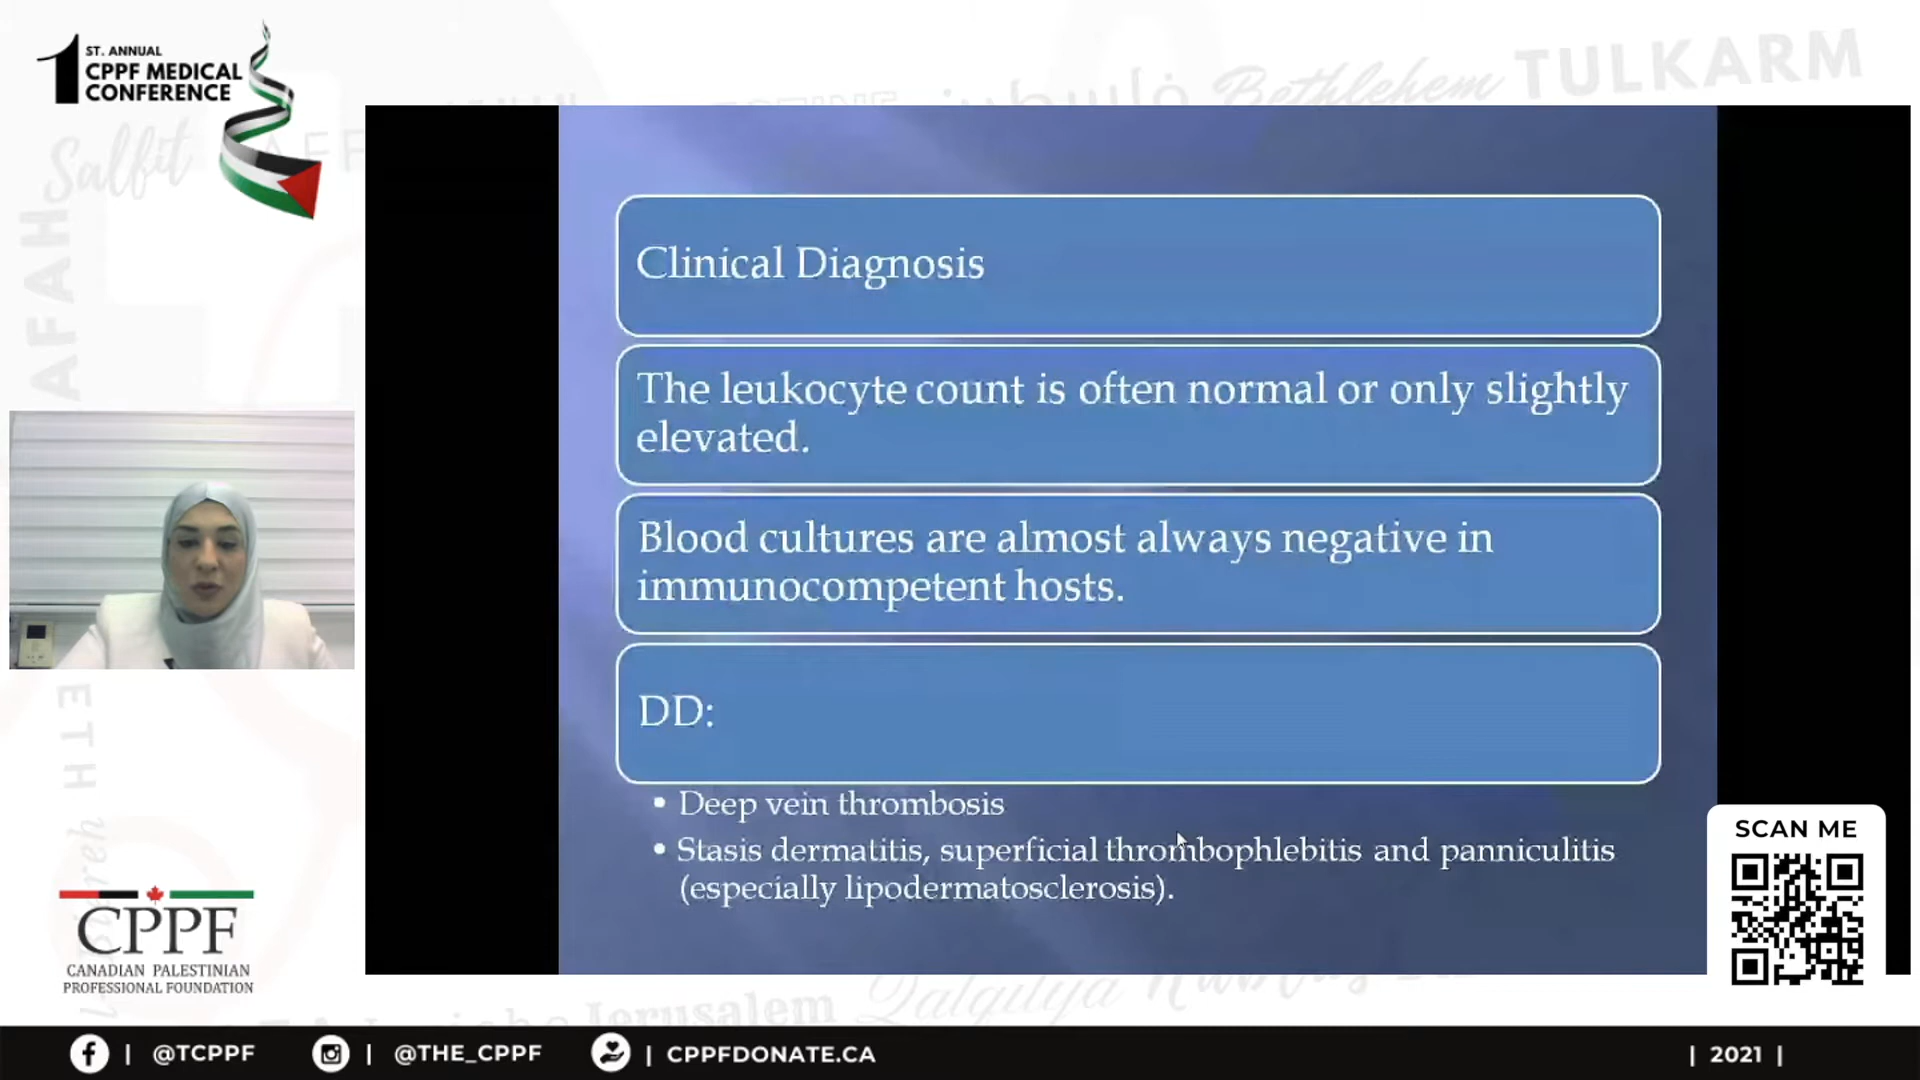 1 ST. ANNUAL
CPPF MEDICAL
CONFERENCE
Bethlehem TULKARM
Salfit
Clinical Diagnosis
The leukocyte count is often normal or only slightly
elevated.
Blood cultures are almost always negative in
immunocompetent hosts.
DD:
• Deep vein thrombosis
• Stasis dermatitis, superficial thrombophlebitis and panniculitis
(especially lipodermatosclerosis).
SCAN ME
CPPF
CANADIAN PALESTINIAN
PROFESSIONAL FOUNDATION
Jerusalem Qalqilya
| @TCPPF | @THE_CPPF | CPPFDONATE.CA | 2021 |